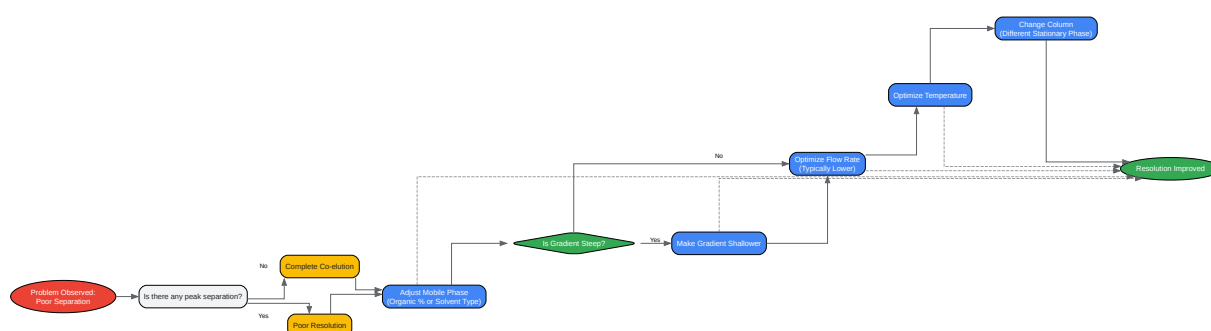 Change Column
(Different Stationary Phase)
Optimize Temperature
No
Optimize Flow Rate
(Typically Lower)
Resolution Improved
Is Gradient Steep?
Yes
Make Gradient Shallower
No
Complete Co-elution
Problem Observed:
Poor Separation
Is there any peak separation?
Adjust Mobile Phase
(Organic % or Solvent Type)
Yes
Poor Resolution